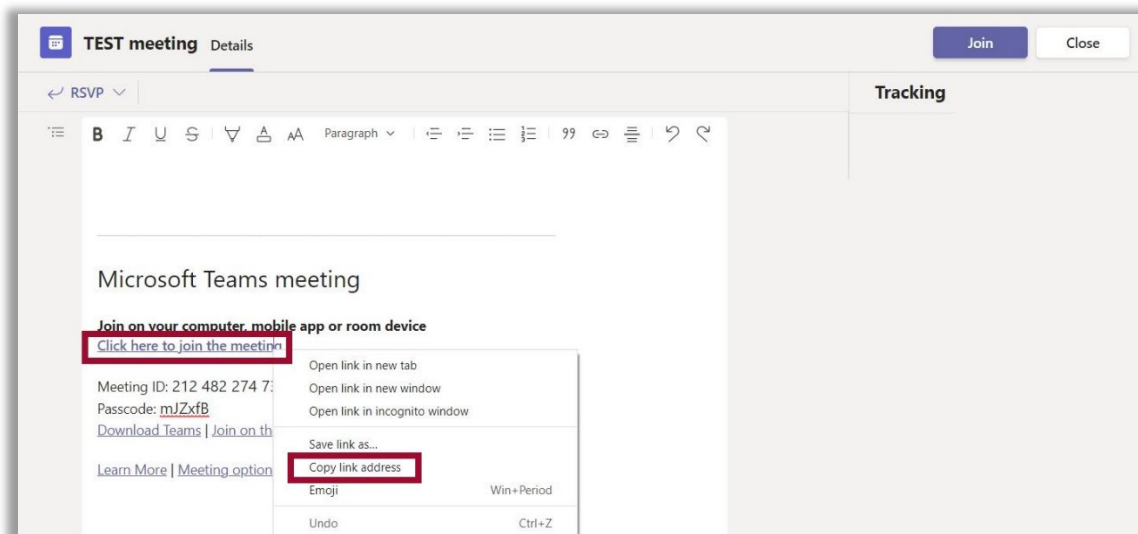 TEST meeting Details Join Close
RSVP Tracking
B I U S A AA Paragraph 99
Microsoft Teams meeting
Join on your computer, mobile app or room device
Click here to join the meeting
Open link in new tab
Meeting ID: 212 482 274 7 Open link in new window
Passcode: mJZxfB Open link in incognito window
Download Teams | Join on th
Save link as...
Learn More | Meeting option Copy link address
Emoji Win+Period
Undo Ctrl+Z